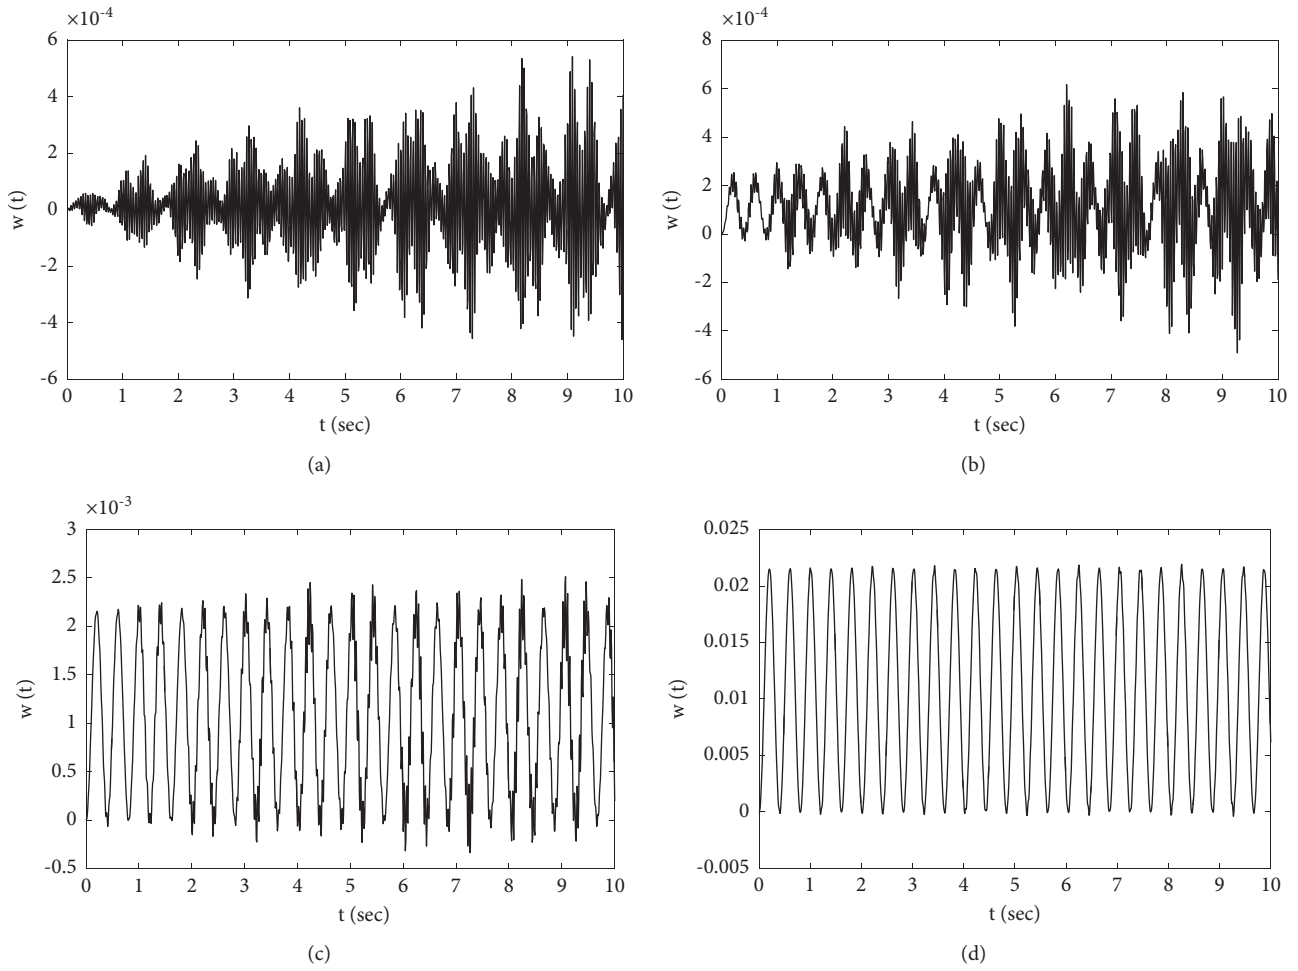 ×10-4
6
4
2
0
-2
-4
-6
w (t)
0 1 2 3 4 5 6 7 8 9 10
t (sec)
(a)
×10-4
8
6
4
2
0
-2
-4
-6
w (t)
0 1 2 3 4 5 6 7 8 9 10
t (sec)
(b)
×10-3
3
2.5
2
1.5
1
0.5
0
-0.5
w (t)
0 1 2 3 4 5 6 7 8 9 10
t (sec)
(c)
0.025
0.02
0.015
0.01
0.005
0
-0.005
w (t)
0 1 2 3 4 5 6 7 8 9 10
t (sec)
(d)